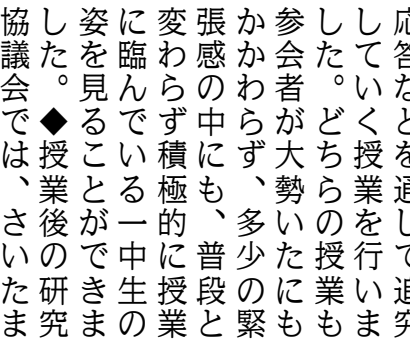 応答などを通して追究
していく授業を行いま
した。どちらの授業も
参会者が大勢いたにも
かかわらず、多少の緊
張感の中にも、普段と
変わらず積極的に授業
に臨んでいる一中生の
姿を見ることができま
した。◆授業後の研究
協議会では、さいたま